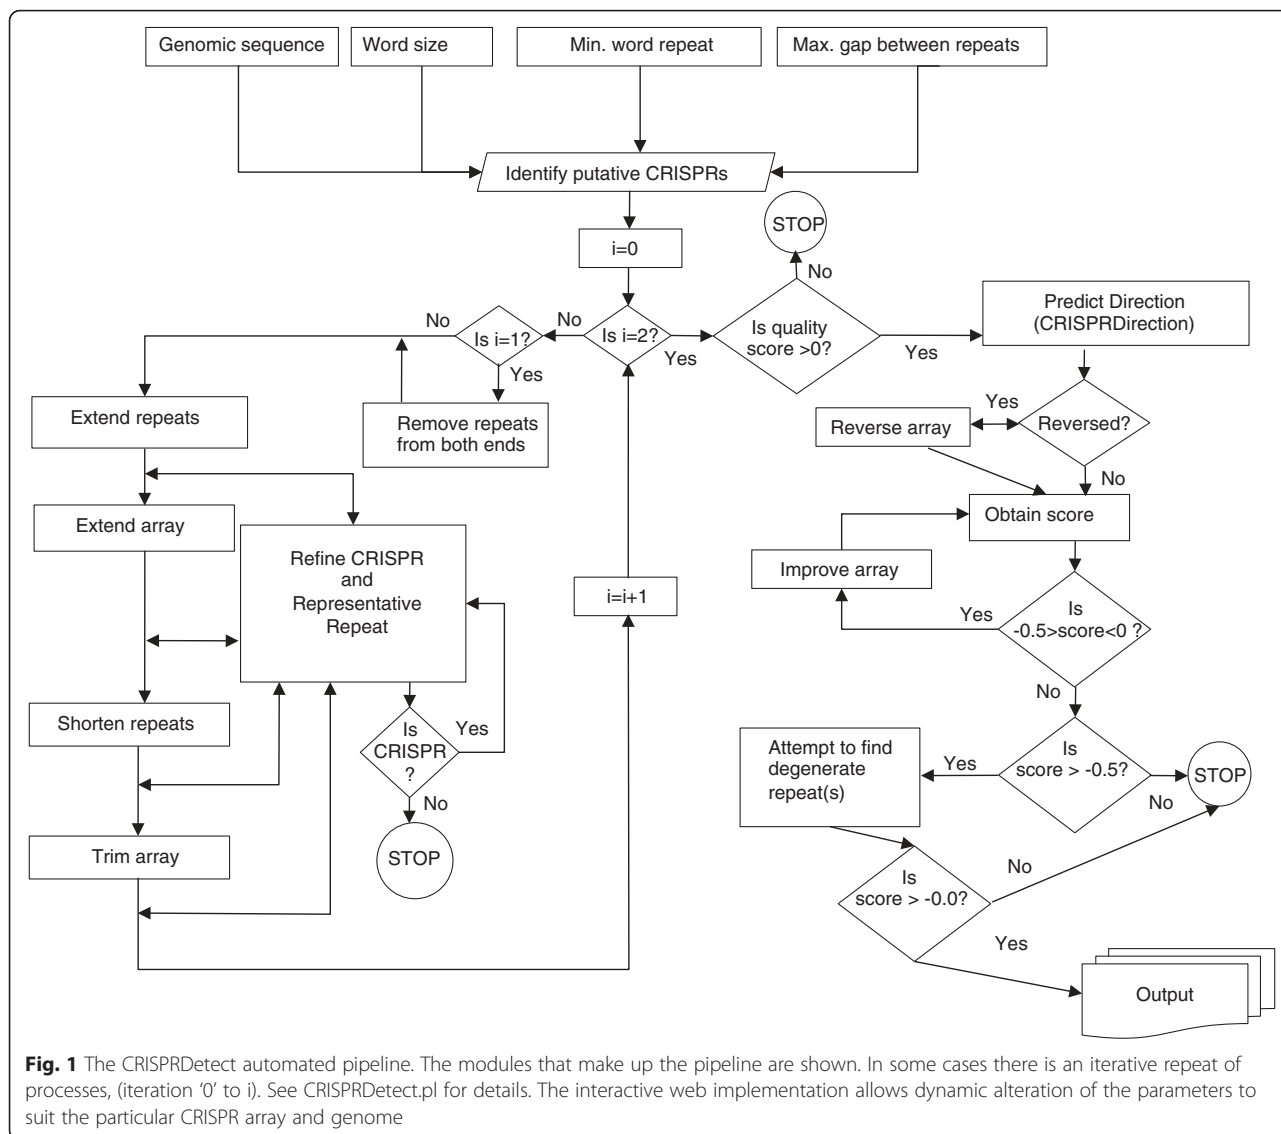 Genomic sequence
Word size
Min. word repeat
Max. gap between repeats
Identify putative CRISPRs
STOP
i=0
No
Predict Direction
(CRISPRDirection)
No
Is i=1?
No
Is i=2?
Yes
Is quality
score >0?
Yes
Yes
Extend repeats
Remove repeats
from both ends
Yes
Reverse array
Reversed?
No
Extend array
Obtain score
Refine CRISPR
and
Representative
Repeat
i=i+1
Improve array
Yes
Is
-0.5>score<0 ?
No
Shorten repeats
Is
CRISPR
?
Yes
No
STOP
Attempt to find
degenerate
repeat(s)
Yes
Is
score > -0.5?
STOP
No
Trim array
Is
score > -0.0?
No
Yes
Output
Fig. 1 The CRISPRDetect automated pipeline. The modules that make up the pipeline are shown. In some cases there is an iterative repeat of
processes, (iteration ‘0’ to i). See CRISPRDetect.pl for details. The interactive web implementation allows dynamic alteration of the parameters to
suit the particular CRISPR array and genome